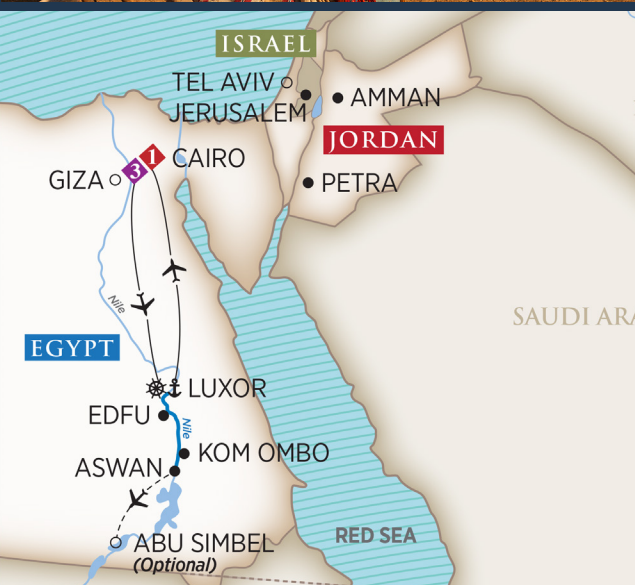 ISRAEL
TEL AVIV
JERUSALEM
AMMAN
JORDAN
3
1
CAIRO
GIZA
PETRA
Nile
SAUDI ARA
EGYPT
LUXOR
EDFU
Nile
KOM OMBO
ASWAN
RED SEA
ABU SIMBEL
(Optional)